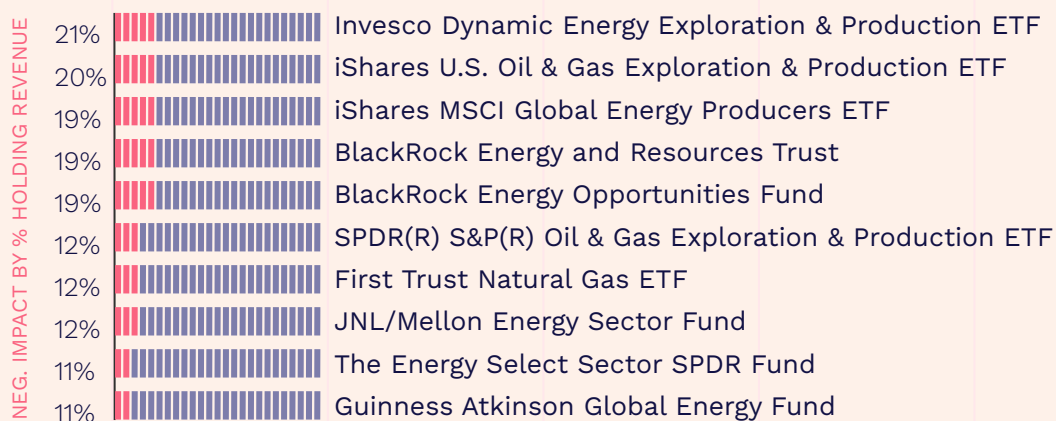 NEG. IMPACT BY % HOLDING REVENUE
21% Invesco Dynamic Energy Exploration & Production ETF
20% iShares U.S. Oil & Gas Exploration & Production ETF
19% iShares MSCI Global Energy Producers ETF
19% BlackRock Energy and Resources Trust
19% BlackRock Energy Opportunities Fund
12% SPDR(R) S&P(R) Oil & Gas Exploration & Production ETF
12% First Trust Natural Gas ETF
12% JNL/Mellon Energy Sector Fund
11% The Energy Select Sector SPDR Fund
11% Guinness Atkinson Global Energy Fund